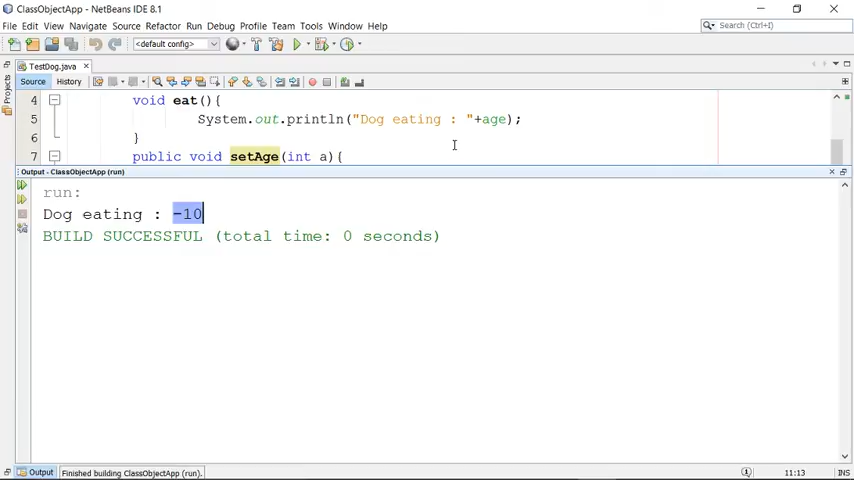 ClassObjectApp - NetBeans IDE 8.1
File Edit View Navigate Source Refactor Run Debug Profile Team Tools Window Help
Search (Ctrl+I)
<default config>
TestDog.java
Projects
Source History
4 void eat(){
5 System.out.println("Dog eating : "+age);
6 }
7 public void setAge(int a){
Output - ClassObjectApp (run)
run:
Dog eating : -10
BUILD SUCCESSFUL (total time: 0 seconds)
Output Finished building ClassObjectApp (run).
11:13 INS